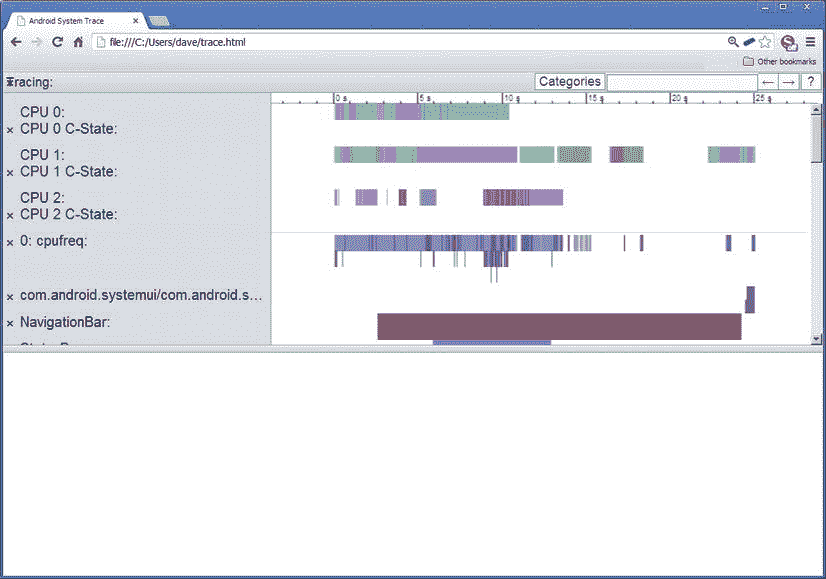 Android System Trace
file:///C:/Users/dave/trace.html
Other bookmarks
Tracing:
Categories
← → ?
0 s 5 s 10 s 15 s 20 s 25 s
CPU 0:
× CPU 0 C-State:
CPU 1:
× CPU 1 C-State:
CPU 2:
× CPU 2 C-State:
× 0: cpufreq:
× com.android.systemui/com.android.s…
× NavigationBar: